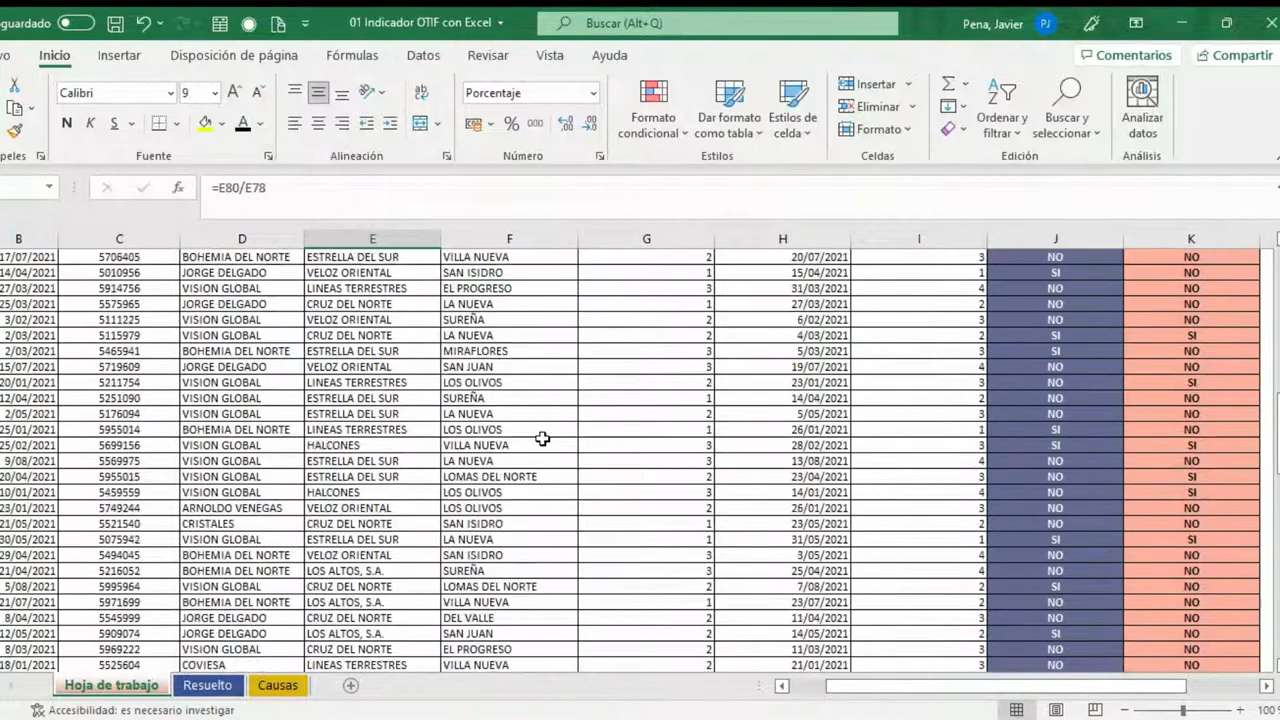 oguardado
01 Indicador OTIF con Excel
Buscar (Alt+Q)
Pena, Javier PJ
vo Inicio Insertar Disposición de página Fórmulas Datos Revisar Vista Ayuda Comentarios Compartir
Calibri 9 Porcentaje
N K S
Formato condicional
Dar formato como tabla
Estilos de celda
Insertar
Eliminar
Formato
Ordenar y filtrar
Buscar y seleccionar
Analizar datos
peles Fuente Alineación Número Estilos Celdas Edición Análisis
fx =E80/E78
B C D E F G H I J K
17/07/2021 5706405 BOHEMIA DEL NORTE ESTRELLA DEL SUR VILLA NUEVA 2 20/07/2021 3 NO NO
14/04/2021 5010956 JORGE DELGADO VELOZ ORIENTAL SAN ISIDRO 1 15/04/2021 1 SI NO
27/03/2021 5914756 VISION GLOBAL LINEAS TERRESTRES EL PROGRESO 3 31/03/2021 4 NO NO
25/03/2021 5575965 JORGE DELGADO CRUZ DEL NORTE LA NUEVA 1 27/03/2021 2 NO NO
3/02/2021 5111225 VISION GLOBAL VELOZ ORIENTAL SUREÑA 2 6/02/2021 3 NO NO
2/03/2021 5115979 VISION GLOBAL CRUZ DEL NORTE LA NUEVA 2 4/03/2021 2 SI SI
2/03/2021 5465941 BOHEMIA DEL NORTE ESTRELLA DEL SUR MIRAFLORES 3 5/03/2021 3 SI NO
15/07/2021 5719609 JORGE DELGADO VELOZ ORIENTAL SAN JUAN 3 19/07/2021 4 NO NO
20/01/2021 5211754 VISION GLOBAL LINEAS TERRESTRES LOS OLIVOS 2 23/01/2021 3 NO SI
12/04/2021 5251090 VISION GLOBAL ESTRELLA DEL SUR SUREÑA 1 14/04/2021 2 NO NO
2/05/2021 5176094 VISION GLOBAL ESTRELLA DEL SUR LA NUEVA 2 5/05/2021 3 NO NO
25/01/2021 5955014 BOHEMIA DEL NORTE LINEAS TERRESTRES LOS OLIVOS 1 26/01/2021 1 SI NO
25/02/2021 5699156 VISION GLOBAL HALCONES VILLA NUEVA 3 28/02/2021 3 SI SI
9/08/2021 5569975 VISION GLOBAL ESTRELLA DEL SUR LA NUEVA 3 13/08/2021 4 NO NO
20/04/2021 5955015 VISION GLOBAL ESTRELLA DEL SUR LOMAS DEL NORTE 2 23/04/2021 3 NO SI
10/01/2021 5459559 VISION GLOBAL HALCONES LOS OLIVOS 3 14/01/2021 4 NO SI
23/01/2021 5749244 ARNOLDO VENEGAS VELOZ ORIENTAL LOS OLIVOS 2 26/01/2021 3 NO NO
21/05/2021 5521540 CRISTALES CRUZ DEL NORTE SAN ISIDRO 1 23/05/2021 2 NO NO
30/05/2021 5075942 VISION GLOBAL ESTRELLA DEL SUR LA NUEVA 1 31/05/2021 1 SI SI
29/04/2021 5494045 BOHEMIA DEL NORTE VELOZ ORIENTAL SAN ISIDRO 3 3/05/2021 4 NO NO
21/04/2021 5216052 BOHEMIA DEL NORTE LOS ALTOS, S.A. SUREÑA 3 25/04/2021 4 NO NO
5/08/2021 5995964 VISION GLOBAL CRUZ DEL NORTE LOMAS DEL NORTE 2 7/08/2021 2 SI NO
21/07/2021 5971699 BOHEMIA DEL NORTE LOS ALTOS, S.A. VILLA NUEVA 1 23/07/2021 2 NO NO
8/04/2021 5545999 JORGE DELGADO CRUZ DEL NORTE DEL VALLE 2 11/04/2021 3 NO NO
12/05/2021 5909074 JORGE DELGADO LOS ALTOS, S.A. SAN JUAN 2 14/05/2021 2 SI NO
8/03/2021 5969222 VISION GLOBAL CRUZ DEL NORTE EL PROGRESO 2 11/03/2021 3 NO NO
18/01/2021 5525604 COVIESA LINEAS TERRESTRES VILLA NUEVA 2 21/01/2021 3 NO NO
Hoja de trabajo Resuelto Causas
Accesibilidad: es necesario investigar
100 %